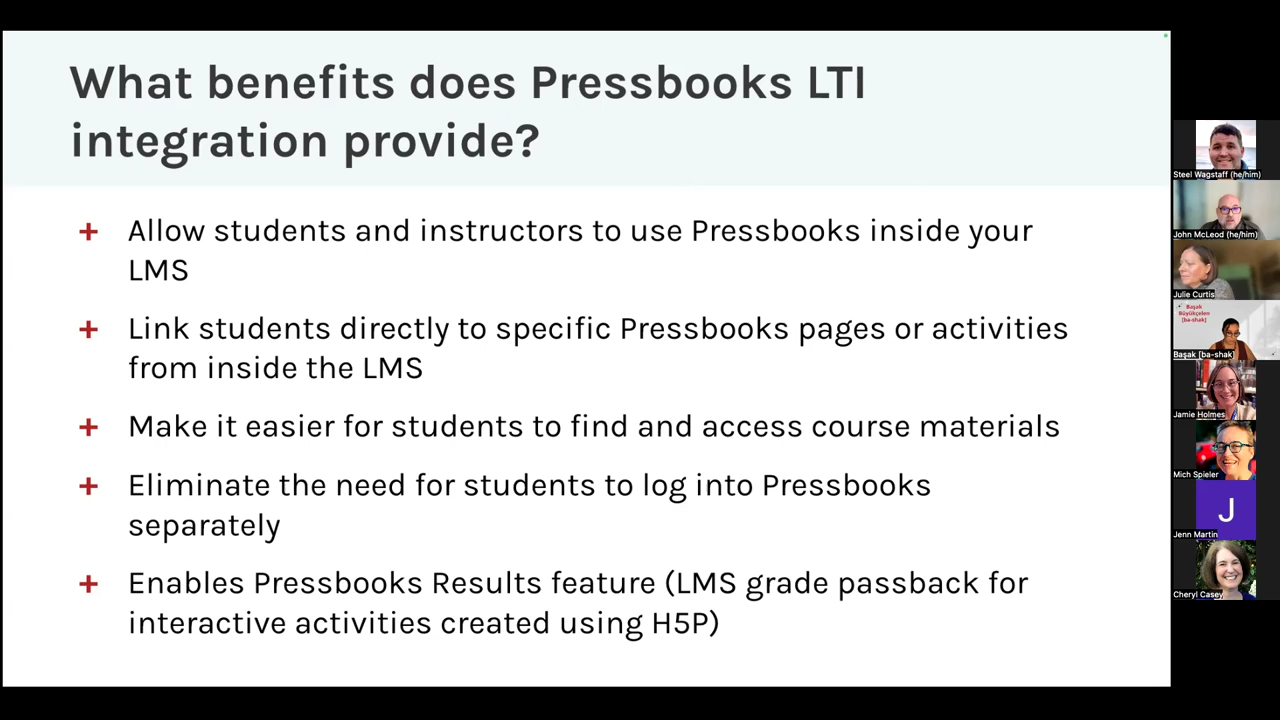 What benefits does Pressbooks LTI
integration provide?
+ Allow students and instructors to use Pressbooks inside your
LMS
+ Link students directly to specific Pressbooks pages or activities
from inside the LMS
+ Make it easier for students to find and access course materials
+ Eliminate the need for students to log into Pressbooks
separately
+ Enables Pressbooks Results feature (LMS grade passback for
interactive activities created using H5P)
Steel Wagstaff (he/him)
John McLeod (he/him)
Julie Curtis
Başak
Büyükçelen
[ba-shak]
Başak [ba-shak]
Jamie Holmes
Mich Spieler
J
Jenn Martin
Cheryl Casey